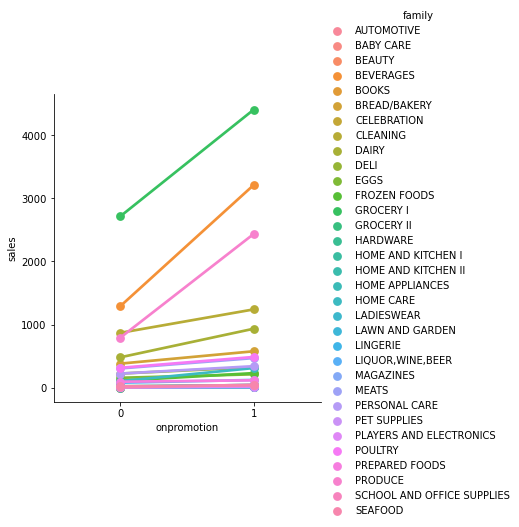 family
AUTOMOTIVE
BABY CARE
BEAUTY
BEVERAGES
BOOKS
BREAD/BAKERY
CELEBRATION
CLEANING
DAIRY
DELI
EGGS
FROZEN FOODS
GROCERY I
GROCERY II
HARDWARE
HOME AND KITCHEN I
HOME AND KITCHEN II
HOME APPLIANCES
HOME CARE
LADIESWEAR
LAWN AND GARDEN
LINGERIE
LIQUOR,WINE,BEER
MAGAZINES
MEATS
PERSONAL CARE
PET SUPPLIES
PLAYERS AND ELECTRONICS
POULTRY
PREPARED FOODS
PRODUCE
SCHOOL AND OFFICE SUPPLIES
SEAFOOD
4000
3000
2000
1000
0
sales
0 1
onpromotion